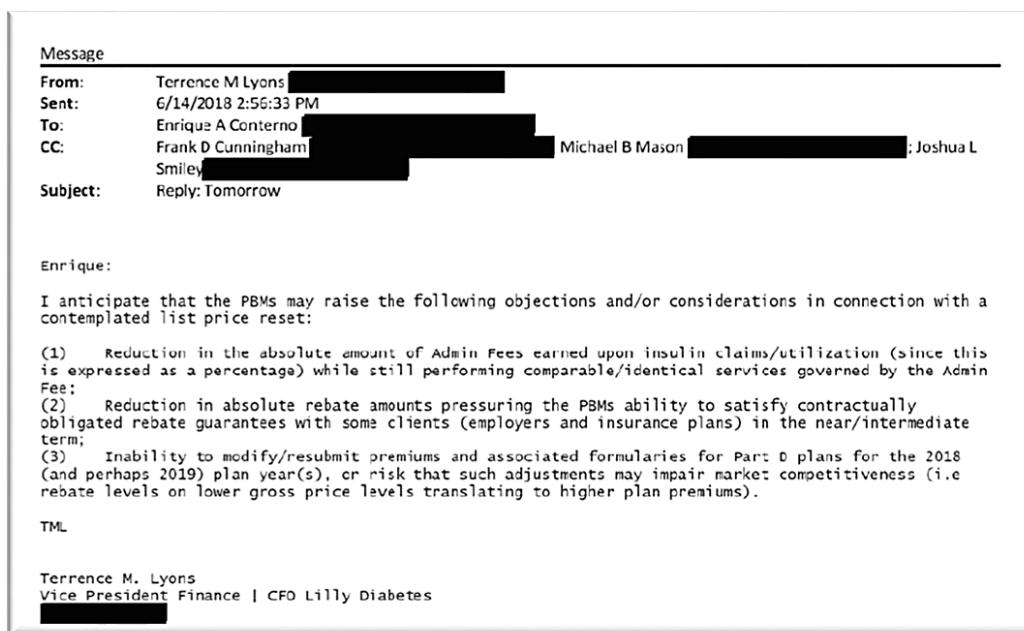 Message
From: Terrence M Lyons
Sent: 6/14/2018 2:56:33 PM
To: Enrique A Conterno
CC: Frank D Cunningham Michael B Mason ; Joshua L
Smiley
Subject: Reply: Tomorrow
Enrique:
I anticipate that the PBMs may raise the following objections and/or considerations in connection with a
contemplated list price reset:
(1) Reduction in the absolute amount of Admin Fees earned upon insulin claims/utilization (since this
is expressed as a percentage) while still performing comparable/identical services governed by the Admin
Fee;
(2) Reduction in absolute rebate amounts pressuring the PBMs ability to satisfy contractually
obligated rebate guarantees with some clients (employers and insurance plans) in the near/intermediate
term;
(3) Inability to modify/resubmit premiums and associated formularies for Part D plans for the 2018
(and perhaps 2019) plan year(s), or risk that such adjustments may impair market competitiveness (i.e
rebate levels on lower gross price levels translating to higher plan premiums).
TML
Terrence M. Lyons
Vice President Finance | CFO Lilly Diabetes